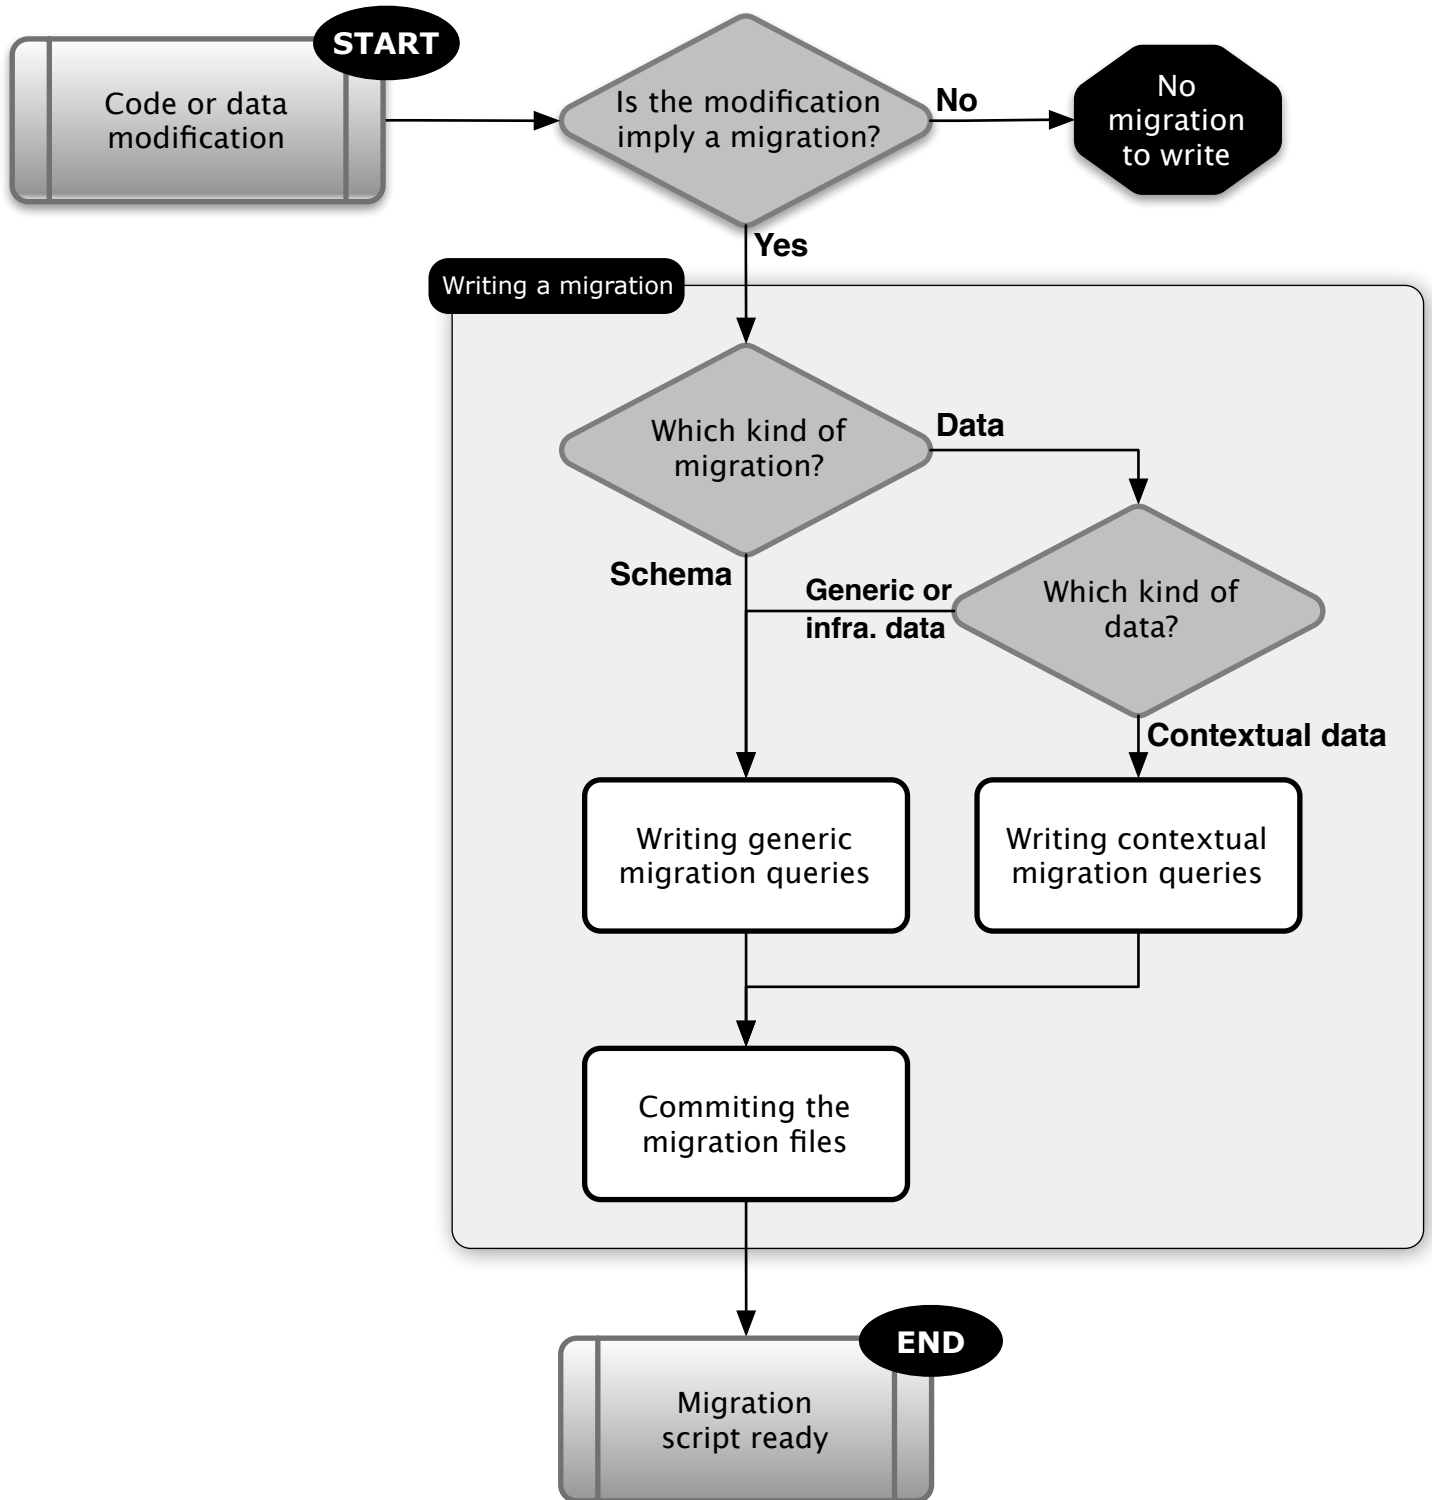 START
Code or data
modification
Is the modification
imply a migration?
No
No
migration
to write
Yes
Writing a migration
Which kind of
migration?
Data
Schema
Generic or
infra. data
Which kind of
data?
Contextual data
Writing generic
migration queries
Writing contextual
migration queries
Commiting the
migration files
END
Migration
script ready